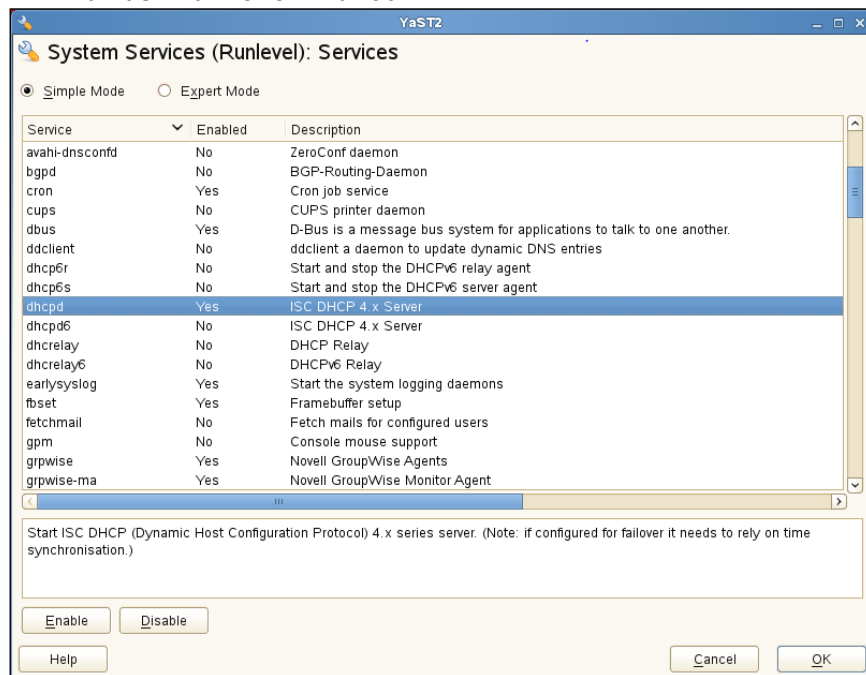 YaST2
System Services (Runlevel): Services
Simple Mode Expert Mode
Service Enabled Description
avahi-dnsconfd No ZeroConf daemon
bgpd No BGP-Routing-Daemon
cron Yes Cron job service
cups No CUPS printer daemon
dbus Yes D-Bus is a message bus system for applications to talk to one another.
ddclient No ddclient a daemon to update dynamic DNS entries
dhcp6r No Start and stop the DHCPv6 relay agent
dhcp6s No Start and stop the DHCPv6 server agent
dhcpd Yes ISC DHCP 4.x Server
dhcpd6 No ISC DHCP 4.x Server
dhcrelay No DHCP Relay
dhcrelay6 No DHCPv6 Relay
earlysyslog Yes Start the system logging daemons
fbset Yes Framebuffer setup
fetchmail No Fetch mails for configured users
gpm No Console mouse support
grpwise Yes Novell GroupWise Agents
grpwise-ma Yes Novell GroupWise Monitor Agent
Start ISC DHCP (Dynamic Host Configuration Protocol) 4.x series server. (Note: if configured for failover it needs to rely on time
synchronisation.)
Enable Disable
Help Cancel OK